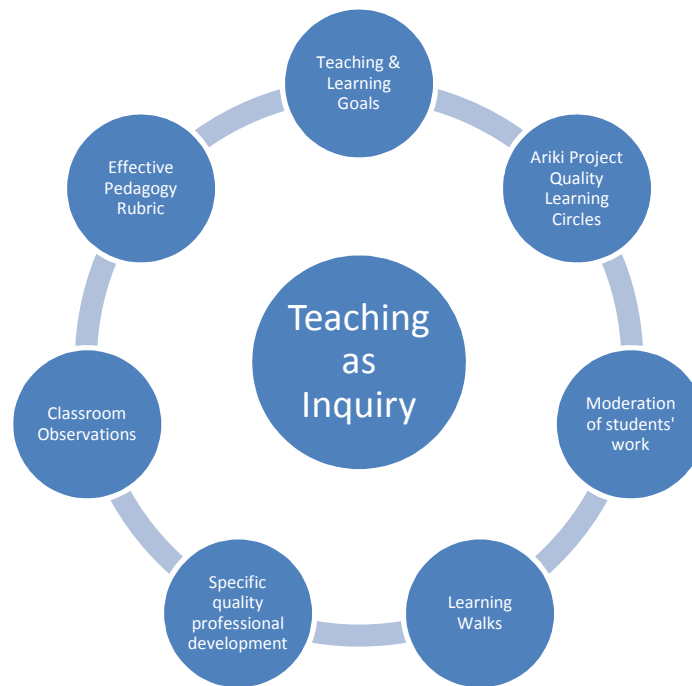 Teaching &
Learning
Goals
Ariki Project
Quality
Learning
Circles
Moderation
of students'
work
Learning
Walks
Specific
quality
professional
development
Classroom
Observations
Effective
Pedagogy
Rubric
Teaching
as
Inquiry